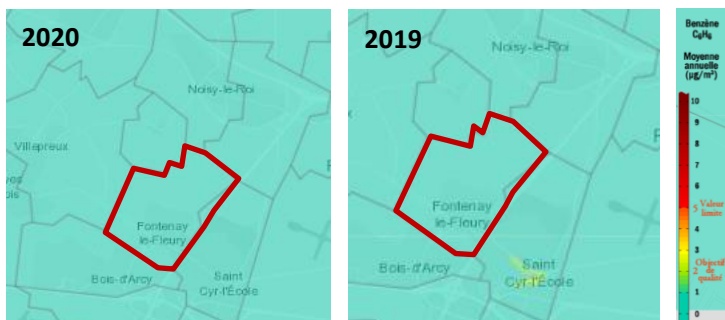 2020
Noisy-le-Roi
Villepreux
Fontenay
le-Fleury
Bois-d'Arcy
Saint
Cyr-l'École
2019
Noisy-le-Roi
Fontenay
le-Fleury
Bois-d'Arcy
Saint
Cyr-l'École
Benzène
C₆H₆
Moyenne
annuelle
(µg/m³)
10
9
8
7
6
5 Valeur
limite
4
3
2 Objectif
de
qualité
1
0